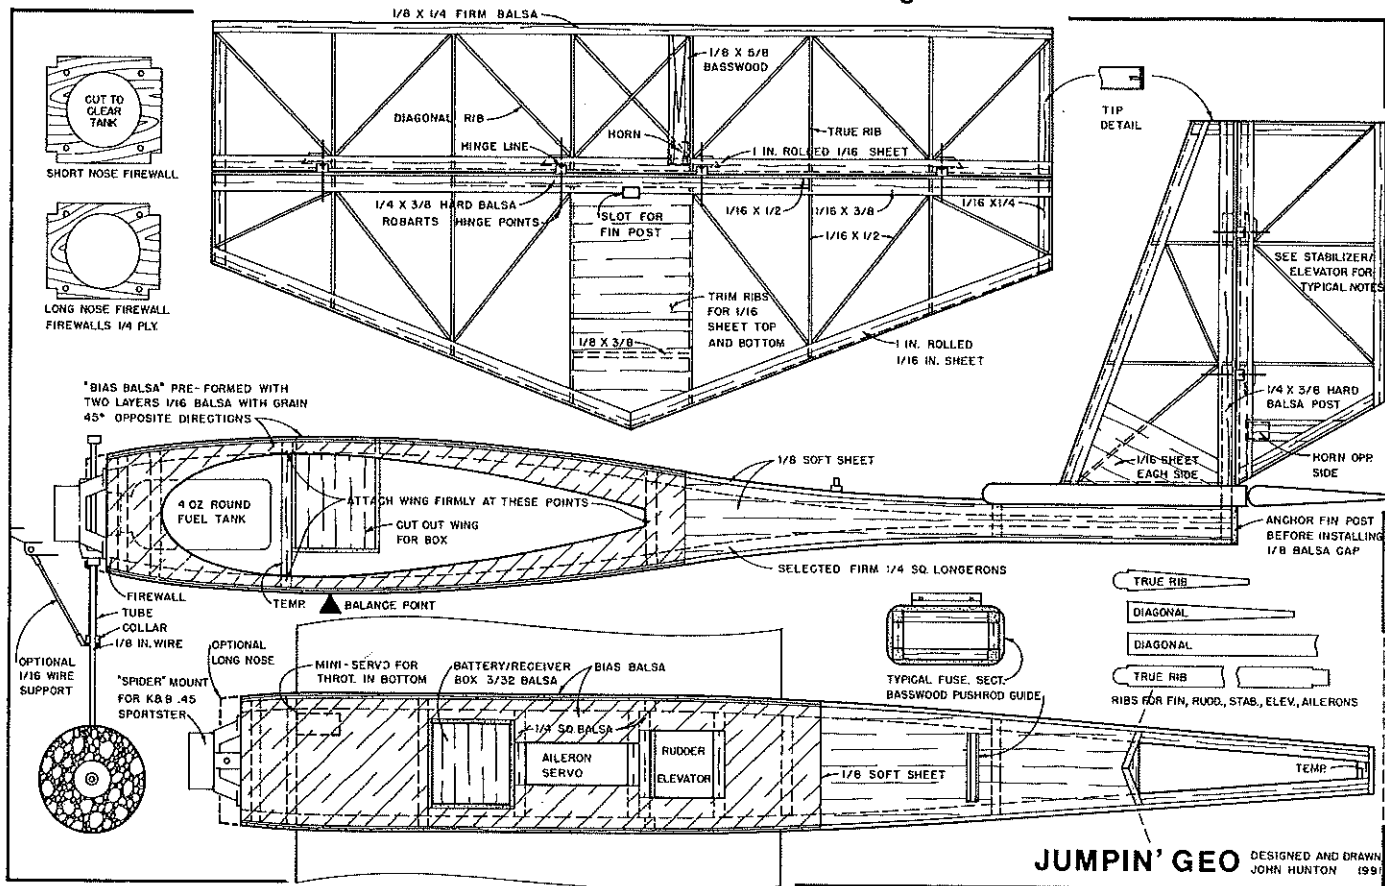 1/8 X 1/4 FIRM BALSA
1/8 X 5/8
BASSWOOD
CUT TO
CLEAR
TANK
SHORT NOSE FIREWALL
DIAGONAL RIB
HORN
TRUE RIB
HINGE LINE
1 IN. ROLLED 1/16 SHEET
TIP
DETAIL
1/4 X 3/8 HARD BALSA
ROBARTS HINGE POINTS
SLOT FOR
FIN POST
1/16 X 1/2
1/16 X 3/8
1/16 X 1/4
1/16 X 1/2
LONG NOSE FIREWALL
FIREWALLS 1/4 PLY.
TRIM RIBS
FOR 1/16
SHEET TOP
AND BOTTOM
1/8 X 3/8
1 IN. ROLLED
1/16 IN. SHEET
SEE STABILIZER/
ELEVATOR FOR
TYPICAL NOTES
"BIAS BALSA" PRE-FORMED WITH
TWO LAYERS 1/16 BALSA WITH GRAIN
45° OPPOSITE DIRECTIONS
1/4 X 3/8 HARD
BALSA POST
1/16 SHEET
EACH SIDE
HORN OPP.
SIDE
1/8 SOFT SHEET
4 OZ ROUND
FUEL TANK
ATTACH WING FIRMLY AT THESE POINTS
CUT OUT WING
FOR BOX
ANCHOR FIN POST
BEFORE INSTALLING
1/8 BALSA CAP
SELECTED FIRM 1/4 SQ. LONGERONS
FIREWALL
TEMP.
BALANCE POINT
TUBE
COLLAR
1/8 IN. WIRE
OPTIONAL
1/16 WIRE
SUPPORT
TRUE RIB
DIAGONAL
DIAGONAL
TRUE RIB
RIBS FOR FIN, RUDD., STAB., ELEV., AILERONS
OPTIONAL
LONG NOSE
"SPIDER" MOUNT
FOR K&B .45
SPORTSTER
MINI-SERVO FOR
THROT. IN BOTTOM
BATTERY/RECEIVER
BOX 3/32 BALSA
BIAS BALSA
TYPICAL FUSE. SECT.
BASSWOOD PUSHROD GUIDE
1/4 SQ. BALSA
AILERON
SERVO
RUDDER
ELEVATOR
1/8 SOFT SHEET
TEMP.
JUMPIN' GEO
DESIGNED AND DRAWN
JOHN HUNTON 1991